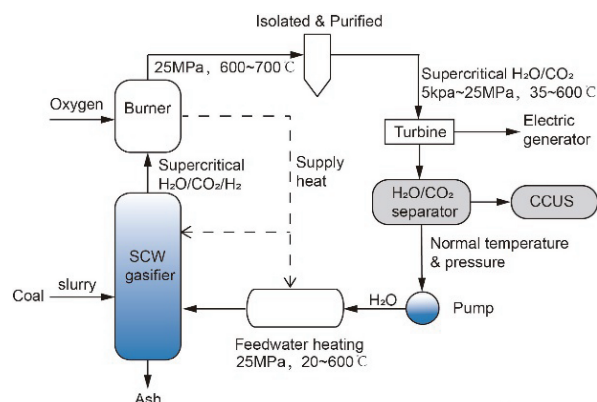 Isolated & Purified
25MPa，600~700℃
Supercritical H₂O/CO₂
5kpa~25MPa, 35~600℃
Oxygen
Burner
Turbine
Electric
generator
Supercritical
H₂O/CO₂/H₂
Supply
heat
H₂O/CO₂
separator
CCUS
SCW
gasifier
Normal temperature
& pressure
Coal
slurry
H₂O
Pump
Feedwater heating
25MPa，20~600℃
Ash